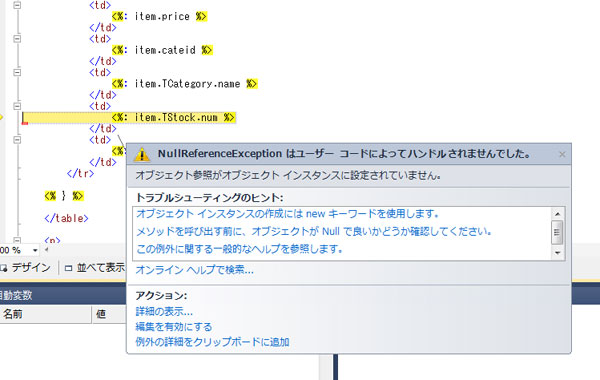 <td>
<%: item.price %>
</td>
<td>
<%: item.cateid %>
</td>
<td>
<%: item.TCategory.name %>
</td>
<td>
<%: item.TStock.num %>
</td>
<td>
<%:
</td>
</tr>
<% } %>
</table>
<p>
NullReferenceException はユーザー コードによってハンドルされませんでした。
オブジェクト参照がオブジェクト インスタンスに設定されていません。
トラブルシューティングのヒント:
オブジェクト インスタンスの作成には new キーワードを使用します。
メソッドを呼び出す前に、オブジェクトが Null で良いかどうか確認してください。
この例外に関する一般的なヘルプを参照します。
オンライン ヘルプで検索...
アクション:
詳細の表示...
編集を有効にする
例外の詳細をクリップボードに追加
00 %
デザイン
並べて表示
自動変数
名前
値